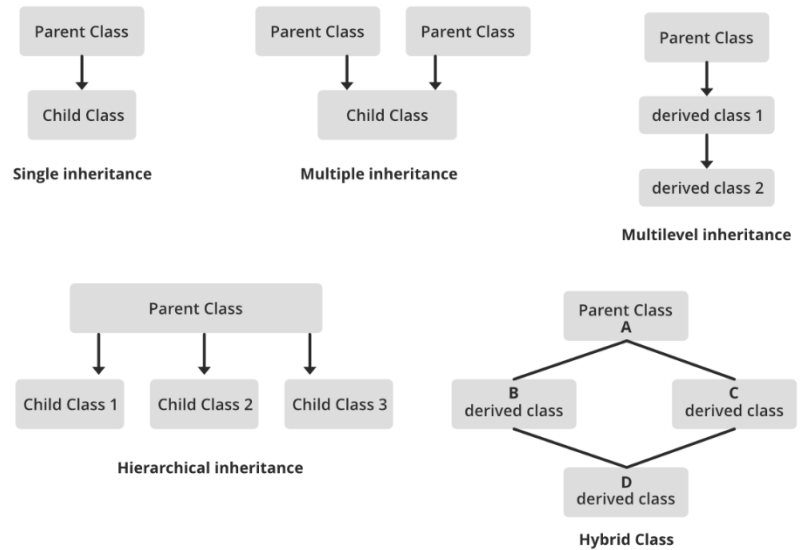 Parent Class
Child Class
Single inheritance
Parent Class
Parent Class
Child Class
Multiple inheritance
Parent Class
derived class 1
derived class 2
Multilevel inheritance
Parent Class
Child Class 1
Child Class 2
Child Class 3
Hierarchical inheritance
Parent Class
A
B
derived class
C
derived class
D
derived class
Hybrid Class